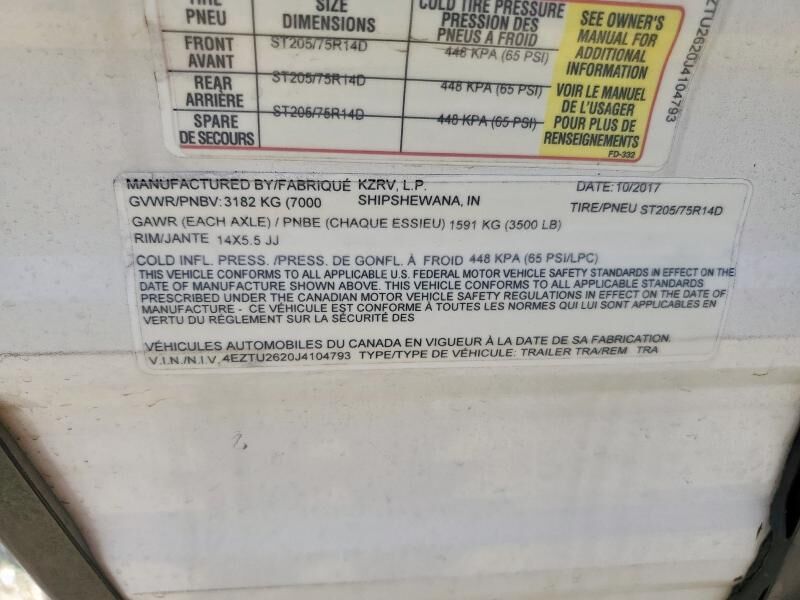 TIRE SIZE COLD TIRE PRESSURE
PNEU DIMENSIONS PRESSION DES
PNEUS A FROID
FRONT ST205/75R14D 448 KPA (65 PSI)
AVANT
REAR ST205/75R14D 448 KPA (65 PSI)
ARRIÈRE
SPARE ST205/75R14D 448 KPA (65 PSI)
DE SECOURS
SEE OWNER'S
MANUAL FOR
ADDITIONAL
INFORMATION
VOIR LE MANUEL
DE L'USAGER
POUR PLUS DE
RENSEIGNEMENTS
FD-332
ZTU2620J4104793
MANUFACTURED BY/FABRIQUÉ KZRV, L.P. DATE: 10/2017
GVWR/PNBV: 3182 KG (7000 SHIPSHEWANA, IN TIRE/PNEU ST205/75R14D
GAWR (EACH AXLE) / PNBE (CHAQUE ESSIEU) 1591 KG (3500 LB)
RIM/JANTE 14X5.5 JJ
COLD INFL. PRESS. /PRESS. DE GONFL. À FROID 448 KPA (65 PSI/LPC)
THIS VEHICLE CONFORMS TO ALL APPLICABLE U.S. FEDERAL MOTOR VEHICLE SAFETY STANDARDS IN EFFECT ON THE
DATE OF MANUFACTURE SHOWN ABOVE. THIS VEHICLE CONFORMS TO ALL APPLICABLE STANDARDS
PRESCRIBED UNDER THE CANADIAN MOTOR VEHICLE SAFETY REGULATIONS IN EFFECT ON THE DATE OF
MANUFACTURE - CE VÉHICULE EST CONFORME À TOUTES LES NORMES QUI LUI SONT APPLICABLES EN
VERTU DU RÈGLEMENT SUR LA SÉCURITÉ DES
VÉHICULES AUTOMOBILES DU CANADA EN VIGUEUR À LA DATE DE SA FABRICATION.
V.I.N./N.I.V. 4EZTU2620J4104793 TYPE/TYPE DE VÉHICULE: TRAILER TRA/REM TRA